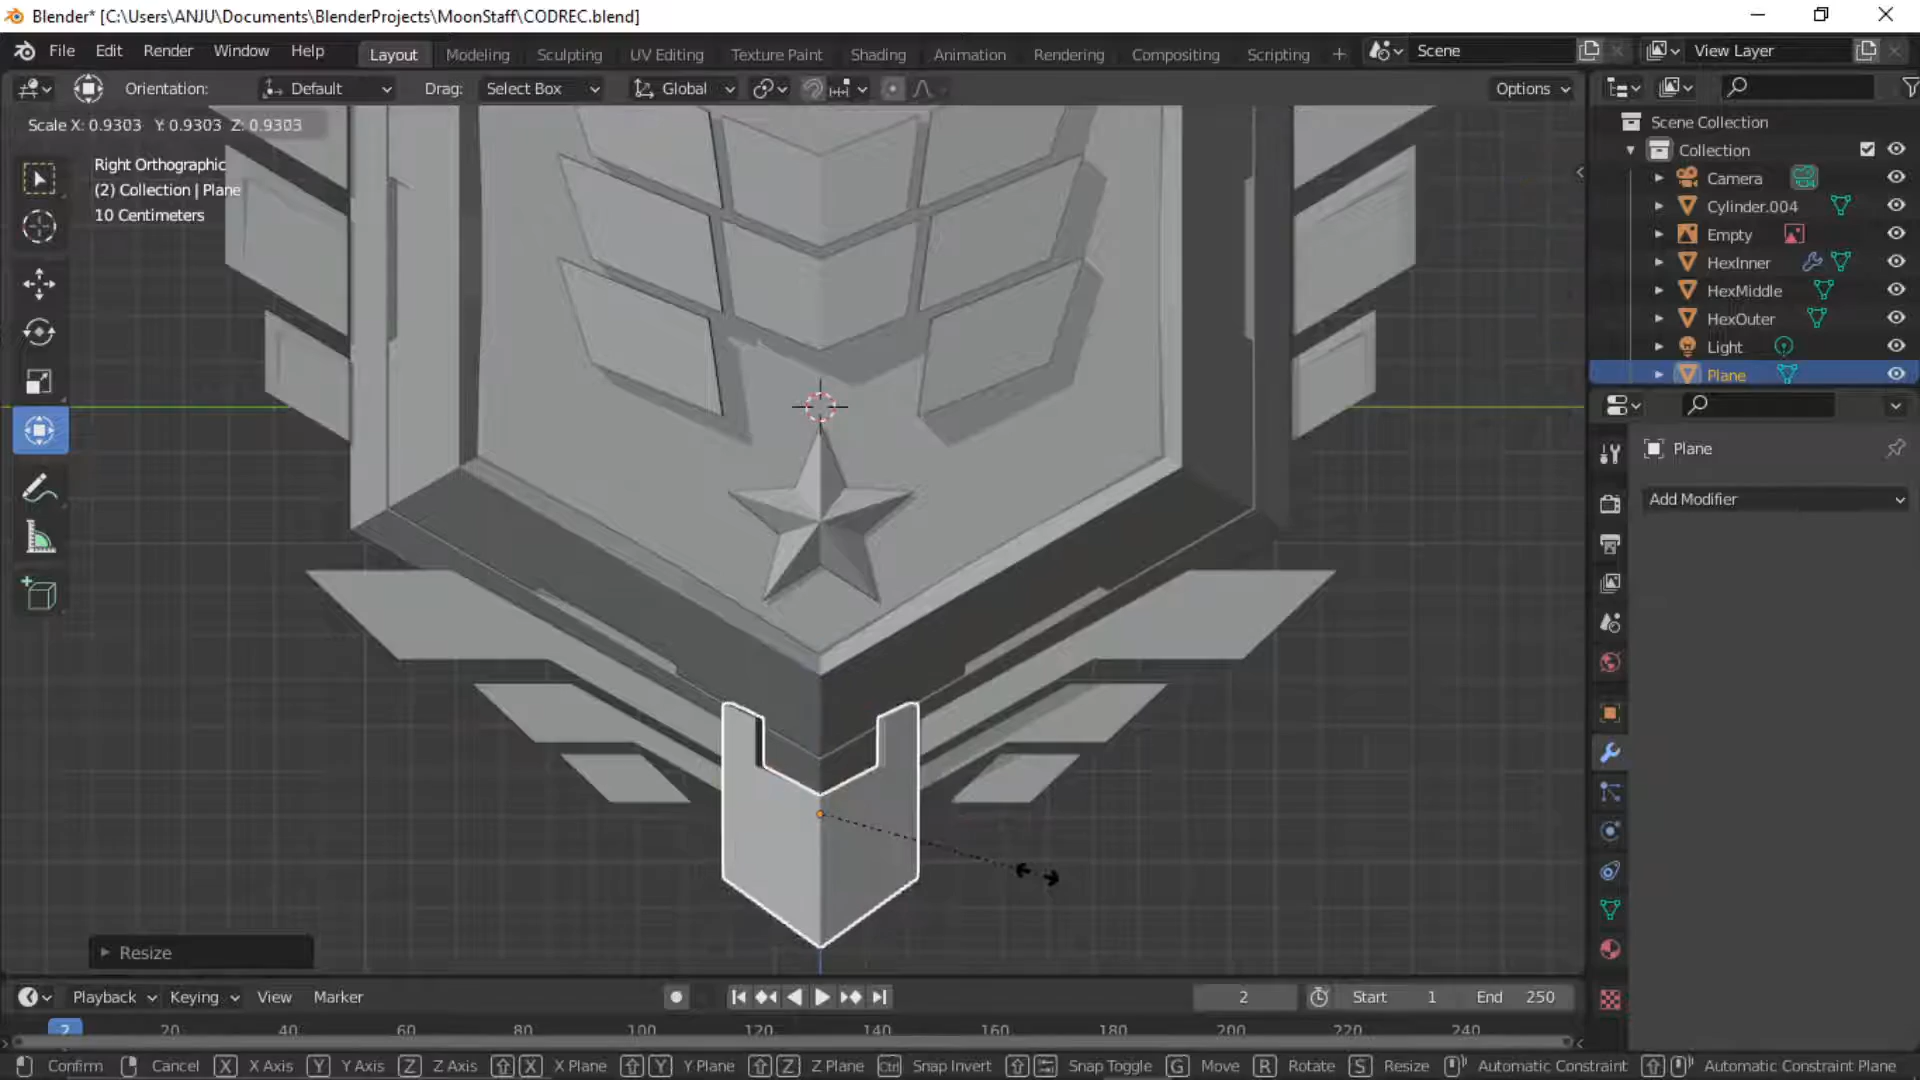 Blender* [C:\Users\ANJU\Documents\BlenderProjects\MoonStaff\CODREC.blend]
File Edit Render Window Help Layout Modeling Sculpting UV Editing Texture Paint Shading Animation Rendering Compositing Scripting + Scene View Layer
Orientation: Default Drag: Select Box Global Options
Scale X: 0.9303 Y: 0.9303 Z: 0.9303
Right Orthographic
(2) Collection | Plane
10 Centimeters
Scene Collection
Collection
Camera
Cylinder.004
Empty
HexInner
HexMiddle
HexOuter
Light
Plane
Plane
Add Modifier
Resize
Playback Keying View Marker 2 Start 1 End 250
2 20 40 60 80 100 120 140 160 180 200 220 240
Confirm Cancel X X Axis Y Y Axis Z Z Axis X X Plane Y Y Plane Z Z Plane Ctrl Snap Invert Snap Toggle G Move R Rotate S Resize Automatic Constraint Automatic Constraint Plane